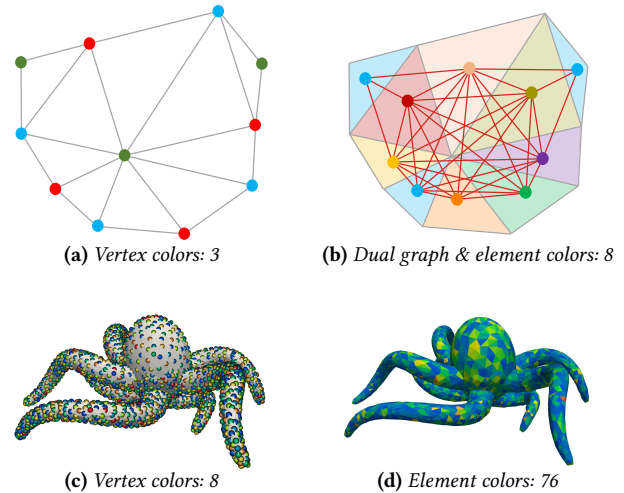 (a) Vertex colors: 3
(b) Dual graph & element colors: 8
(c) Vertex colors: 8
(d) Element colors: 76